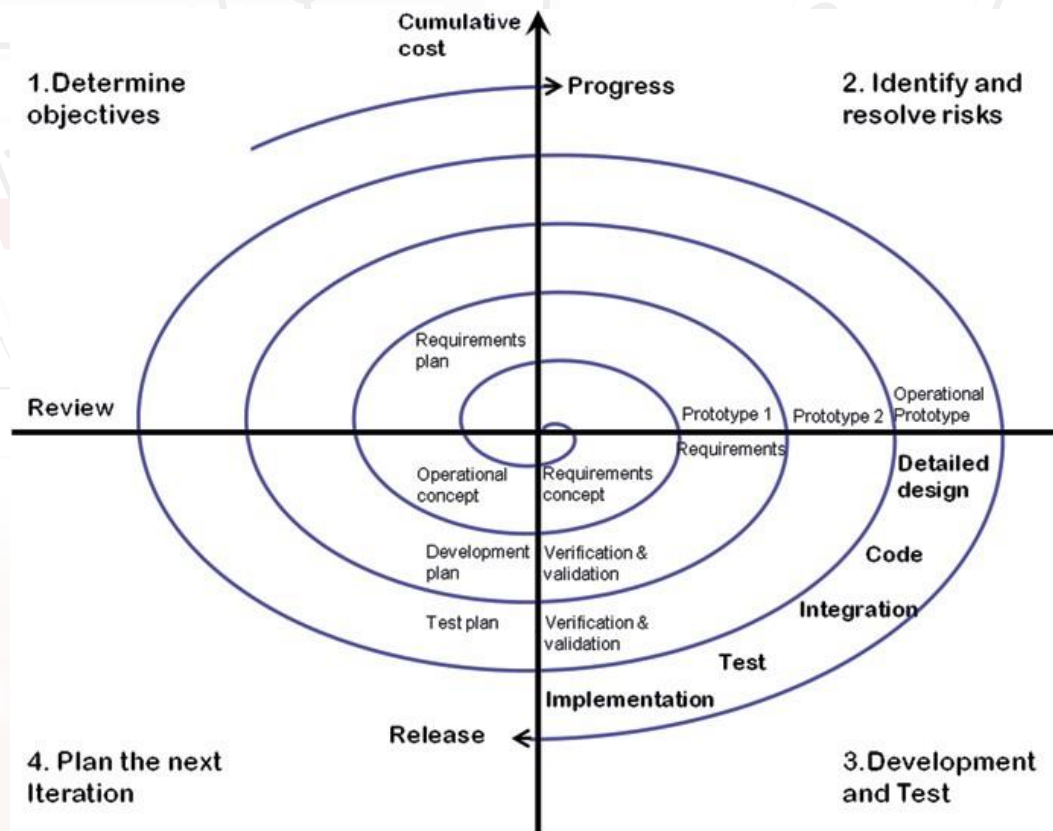 Cumulative
cost
1.Determine
objectives
Progress
2. Identify and
resolve risks
Requirements
plan
Review
Prototype 1
Prototype 2
Operational
Prototype
Requirements
Operational
concept
Requirements
concept
Detailed
design
Development
plan
Verification &
validation
Code
Integration
Test plan
Verification &
validation
Test
Implementation
Release
4. Plan the next
Iteration
3.Development
and Test